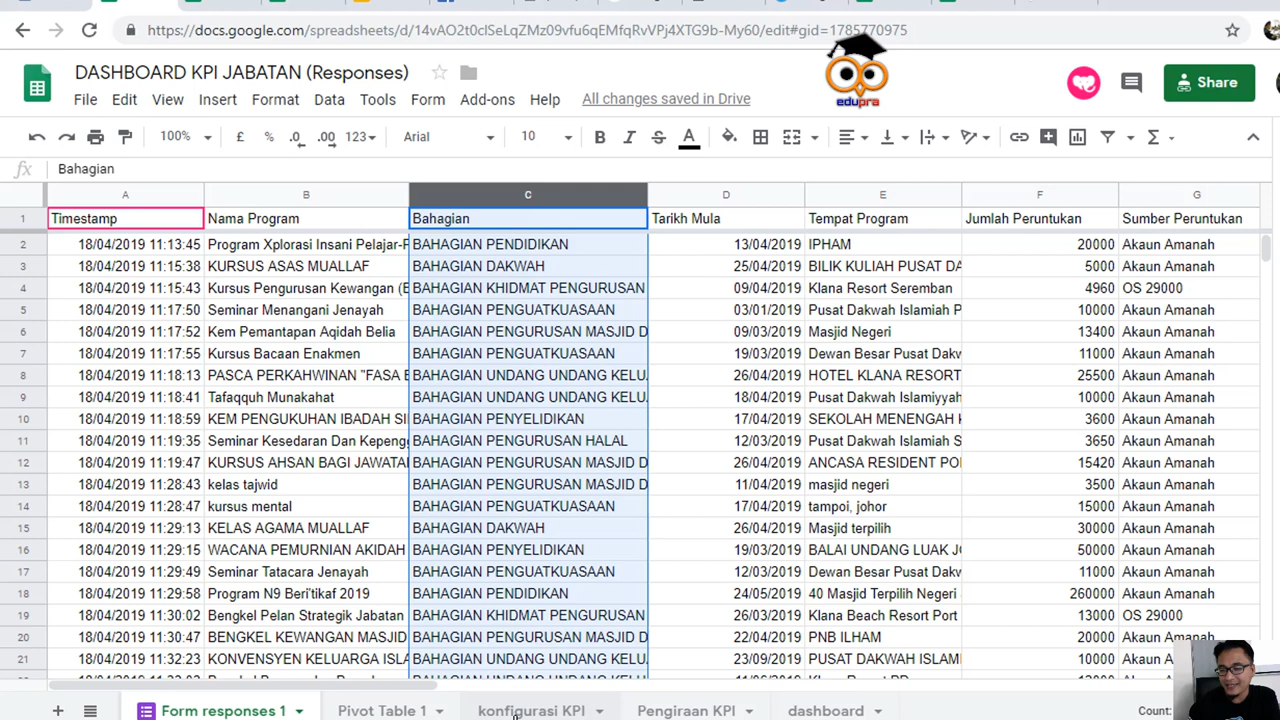 https://docs.google.com/spreadsheets/d/14vAO2t0clSeLqZMz09vfu6qEMfqRvVPj4XTG9b-My60/edit#gid=1785770975
DASHBOARD KPI JABATAN (Responses)
edupra
File Edit View Insert Format Data Tools Form Add-ons Help All changes saved in Drive
Share
100% £ % .0 .00 123 Arial 10 B I S A
fx Bahagian
A B C D E F G
1 Timestamp Nama Program Bahagian Tarikh Mula Tempat Program Jumlah Peruntukan Sumber Peruntukan
2 18/04/2019 11:13:45 Program Xplorasi Insani Pelajar-P BAHAGIAN PENDIDIKAN 13/04/2019 IPHAM 20000 Akaun Amanah
3 18/04/2019 11:15:38 KURSUS ASAS MUALLAF BAHAGIAN DAKWAH 25/04/2019 BILIK KULIAH PUSAT DA 5000 Akaun Amanah
4 18/04/2019 11:15:43 Kursus Pengurusan Kewangan (E BAHAGIAN KHIDMAT PENGURUSAN 09/04/2019 Klana Resort Seremban 4960 OS 29000
5 18/04/2019 11:17:50 Seminar Menangani Jenayah BAHAGIAN PENGUATKUASAAN 03/01/2019 Pusat Dakwah Islamiah P 10000 Akaun Amanah
6 18/04/2019 11:17:52 Kem Pemantapan Aqidah Belia BAHAGIAN PENGURUSAN MASJID D 09/03/2019 Masjid Negeri 13400 Akaun Amanah
7 18/04/2019 11:17:55 Kursus Bacaan Enakmen BAHAGIAN PENGUATKUASAAN 19/03/2019 Dewan Besar Pusat Dakw 11000 Akaun Amanah
8 18/04/2019 11:18:13 PASCA PERKAHWINAN "FASA E BAHAGIAN UNDANG UNDANG KELU 26/04/2019 HOTEL KLANA RESORT 25500 Akaun Amanah
9 18/04/2019 11:18:41 Tafaqquh Munakahat BAHAGIAN UNDANG UNDANG KELU 18/04/2019 Pusat Dakwah Islamiyyah 10000 Akaun Amanah
10 18/04/2019 11:18:59 KEM PENGUKUHAN IBADAH SI BAHAGIAN PENYELIDIKAN 17/04/2019 SEKOLAH MENENGAH 3600 Akaun Amanah
11 18/04/2019 11:19:35 Seminar Kesedaran Dan Kepeng BAHAGIAN PENGURUSAN HALAL 12/03/2019 Pusat Dakwah Islamiah S 3650 Akaun Amanah
12 18/04/2019 11:19:47 KURSUS AHSAN BAGI JAWATA BAHAGIAN PENGURUSAN MASJID D 26/04/2019 ANCASA RESIDENT PO 15420 Akaun Amanah
13 18/04/2019 11:28:43 kelas tajwid BAHAGIAN PENGURUSAN MASJID D 11/04/2019 masjid negeri 3500 Akaun Amanah
14 18/04/2019 11:28:47 kursus mental BAHAGIAN PENGUATKUASAAN 17/04/2019 tampoi, johor 15000 Akaun Amanah
15 18/04/2019 11:29:13 KELAS AGAMA MUALLAF BAHAGIAN DAKWAH 26/04/2019 Masjid terpilih 30000 Akaun Amanah
16 18/04/2019 11:29:15 WACANA PEMURNIAN AKIDAH BAHAGIAN PENYELIDIKAN 19/03/2019 BALAI UNDANG LUAK J 50000 Akaun Amanah
17 18/04/2019 11:29:49 Seminar Tatacara Jenayah BAHAGIAN PENGUATKUASAAN 12/03/2019 Dewan Besar Pusat Dakw 11000 Akaun Amanah
18 18/04/2019 11:29:56 Program N9 Beri'tikaf 2019 BAHAGIAN PENDIDIKAN 24/05/2019 40 Masjid Terpilih Negeri 260000 Akaun Amanah
19 18/04/2019 11:30:02 Bengkel Pelan Strategik Jabatan BAHAGIAN KHIDMAT PENGURUSAN 26/03/2019 Klana Beach Resort Port 13000 OS 29000
20 18/04/2019 11:30:47 BENGKEL KEWANGAN MASJID BAHAGIAN PENGURUSAN MASJID D 22/04/2019 PNB ILHAM 20000 Akaun Amanah
21 18/04/2019 11:32:23 KONVENSYEN KELUARGA ISLA BAHAGIAN UNDANG UNDANG KELU 23/09/2019 PUSAT DAKWAH ISLAM 10000 Akaun
Form responses 1 Pivot Table 1 konfigurasi KPI Pengiraan KPI dashboard Count: